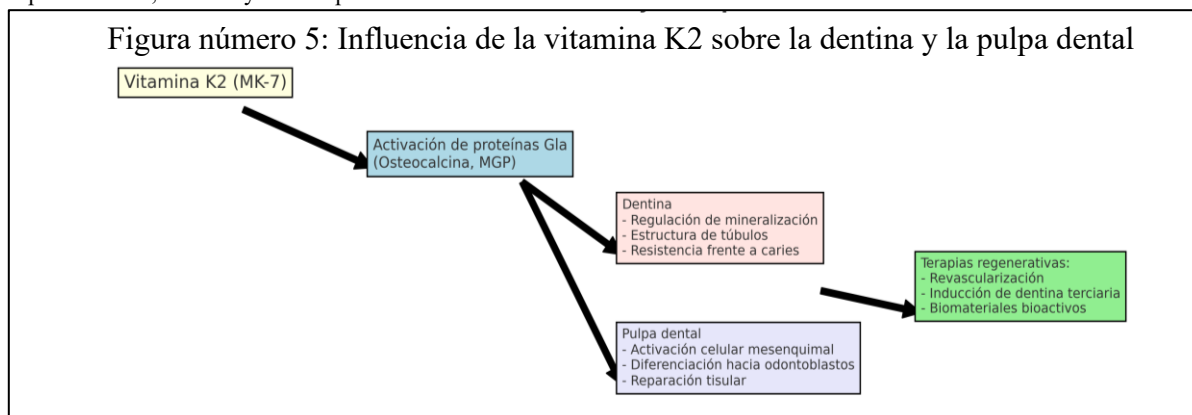 Figura número 5: Influencia de la vitamina K2 sobre la dentina y la pulpa dental
Vitamina K2 (MK-7)
Activación de proteínas Gla
(Osteocalcina, MGP)
Dentina
- Regulación de mineralización
- Estructura de túbulos
- Resistencia frente a caries
Terapias regenerativas:
- Revascularización
- Inducción de dentina terciaria
- Biomateriales bioactivos
Pulpa dental
- Activación celular mesenquimal
- Diferenciación hacia odontoblastos
- Reparación tisular